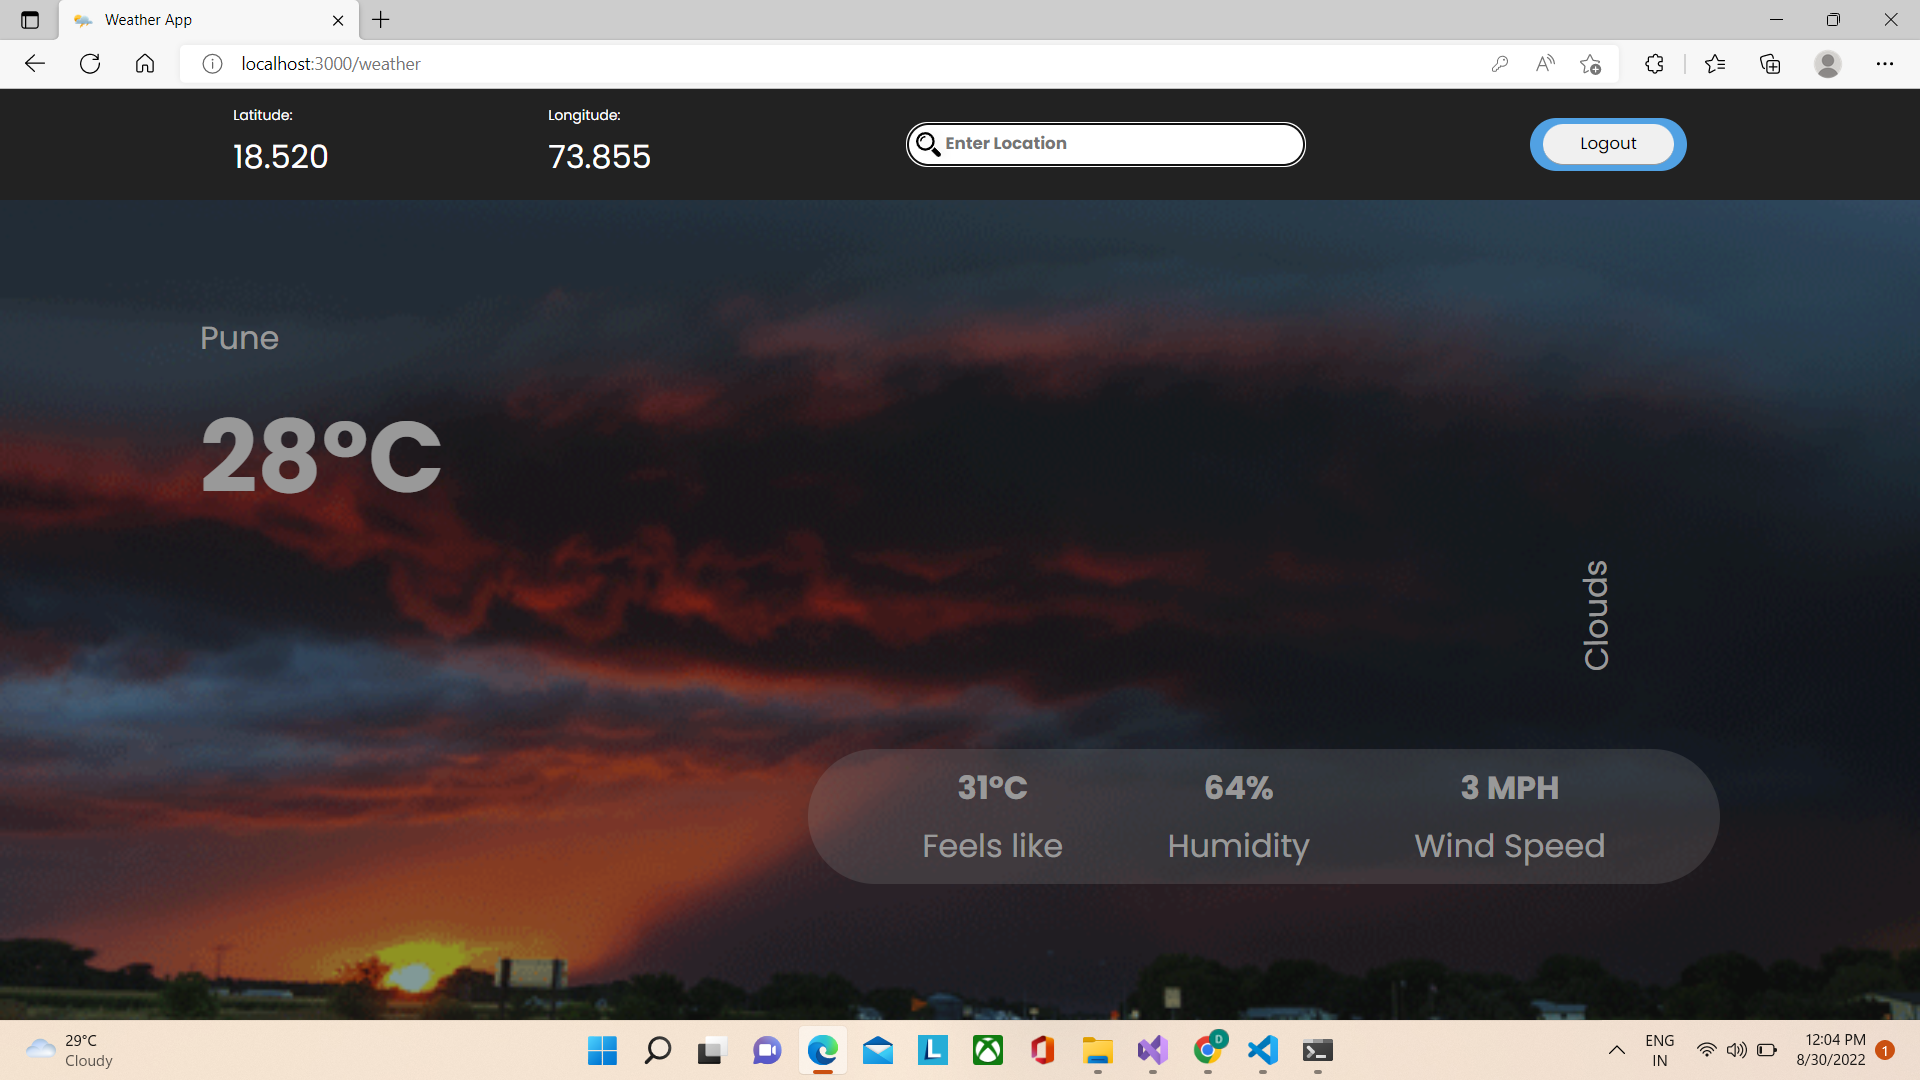 Weather App
localhost:3000/weather
Latitude:
18.520
Longitude:
73.855
Enter Location
Logout
Pune
28°C
Clouds
31°C
Feels like
64%
Humidity
3 MPH
Wind Speed
29°C
Cloudy
L
D
ENG
IN
12:04 PM
8/30/2022
1